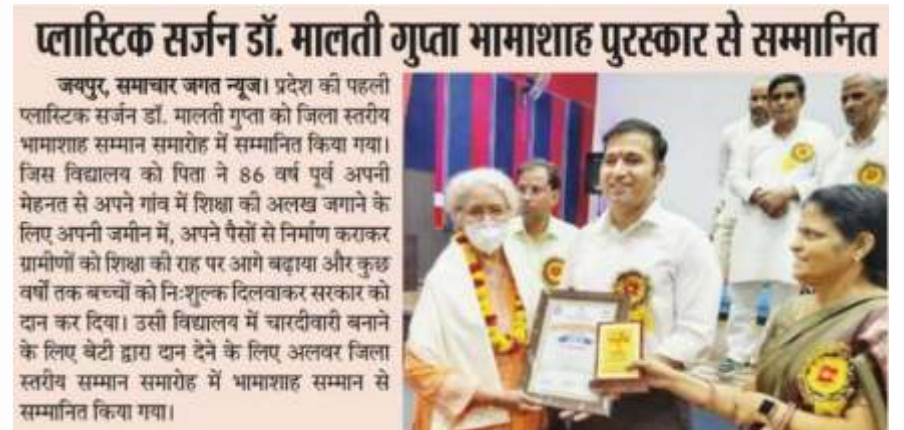 प्लास्टिक सर्जन डॉ. मालती गुप्ता भामाशाह पुरस्कार से सम्मानित
जयपुर, समाचार जगत न्यूज। प्रदेश की पहली
प्लास्टिक सर्जन डॉ. मालती गुप्ता को जिला स्तरीय
भामाशाह सम्मान समारोह में सम्मानित किया गया।
जिस विद्यालय को पिता ने 86 वर्ष पूर्व अपनी
मेहनत से अपने गांव में शिक्षा की अलख जगाने के
लिए अपनी जमीन में, अपने पैसों से निर्माण कराकर
ग्रामीणों को शिक्षा की राह पर आगे बढ़ाया और कुछ
वर्षों तक बच्चों को निःशुल्क दिलवाकर सरकार को
दान कर दिया। उसी विद्यालय में चारदीवारी बनाने
के लिए बेटी द्वारा दान देने के लिए अलवर जिला
स्तरीय सम्मान समारोह में भामाशाह सम्मान से
सम्मानित किया गया।